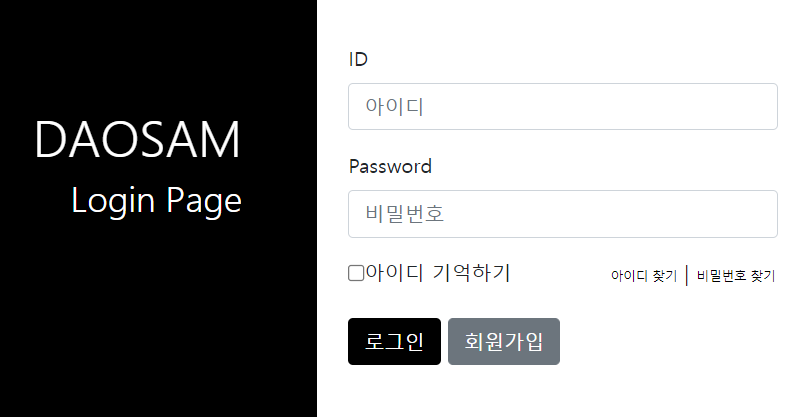 DAOSAM
Login Page
ID
아이디
Password
비밀번호
아이디 기억하기
아이디 찾기 | 비밀번호 찾기
로그인 회원가입